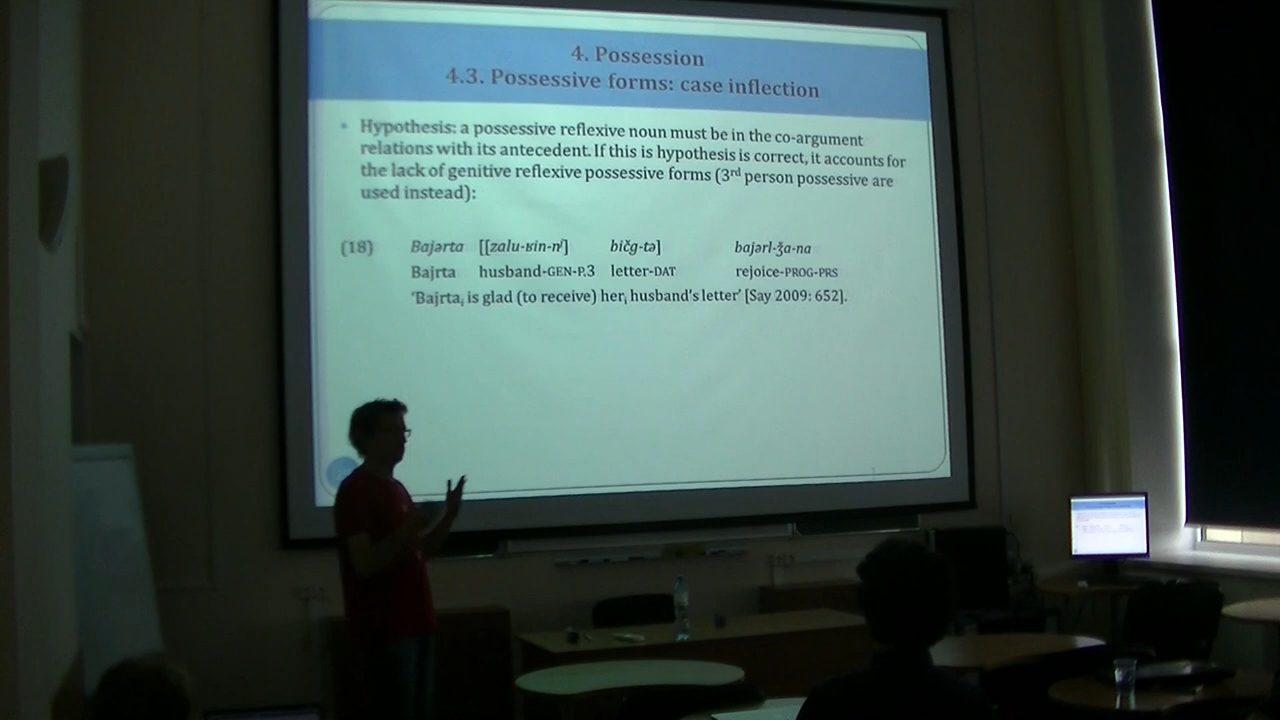 4. Possession
4.3. Possessive forms: case inflection
• Hypothesis: a possessive reflexive noun must be in the co-argument
relations with its antecedent. If this is hypothesis is correct, it accounts for
the lack of genitive reflexive possessive forms (3rd person possessive are
used instead):
(18) Bajərta [[zalu-ʁin-nʲ] bičg-tə] bajərl-ǯa-na
Bajrta husband-GEN-P.3 letter-DAT rejoice-PROG-PRS
‘Bajrtaᵢ is glad (to receive) herᵢ husband’s letter’ [Say 2009: 652].